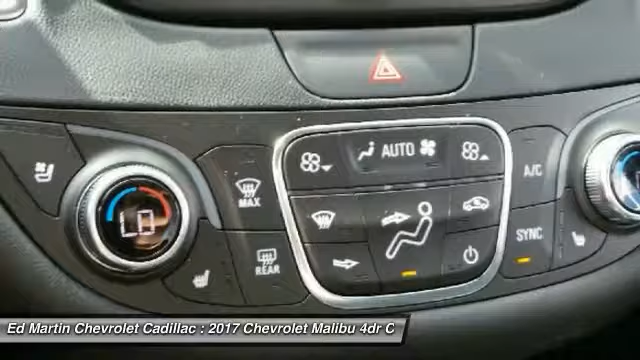 AUTO
A/C
MAX
REAR
SYNC
LO
Ed Martin Chevrolet Cadillac : 2017 Chevrolet Malibu 4dr C